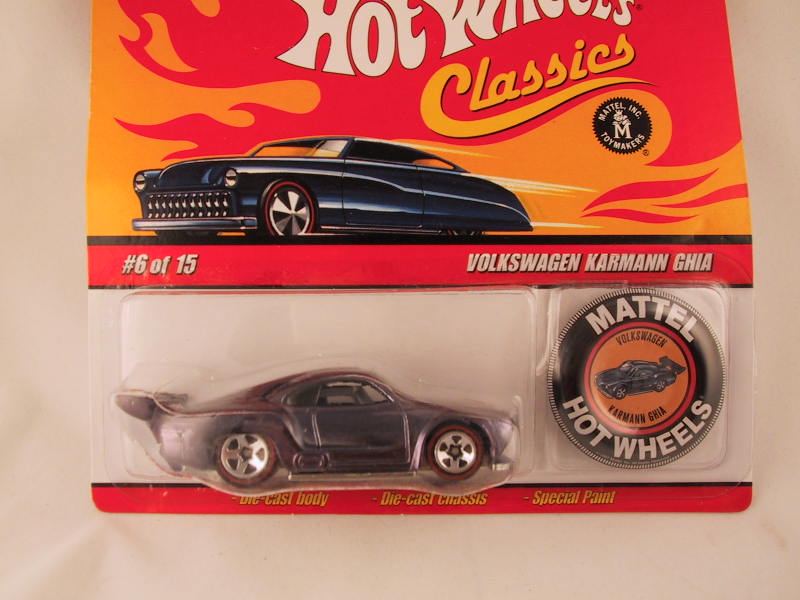 HOT WHEELS®
Classics
MATTEL, INC.
M
TOYMAKERS
®
#6 of 15
VOLKSWAGEN KARMANN GHIA
MATTEL
VOLKSWAGEN
KARMANN GHIA
HOT WHEELS®
- Die-cast body - Die-cast chassis - Special Paint